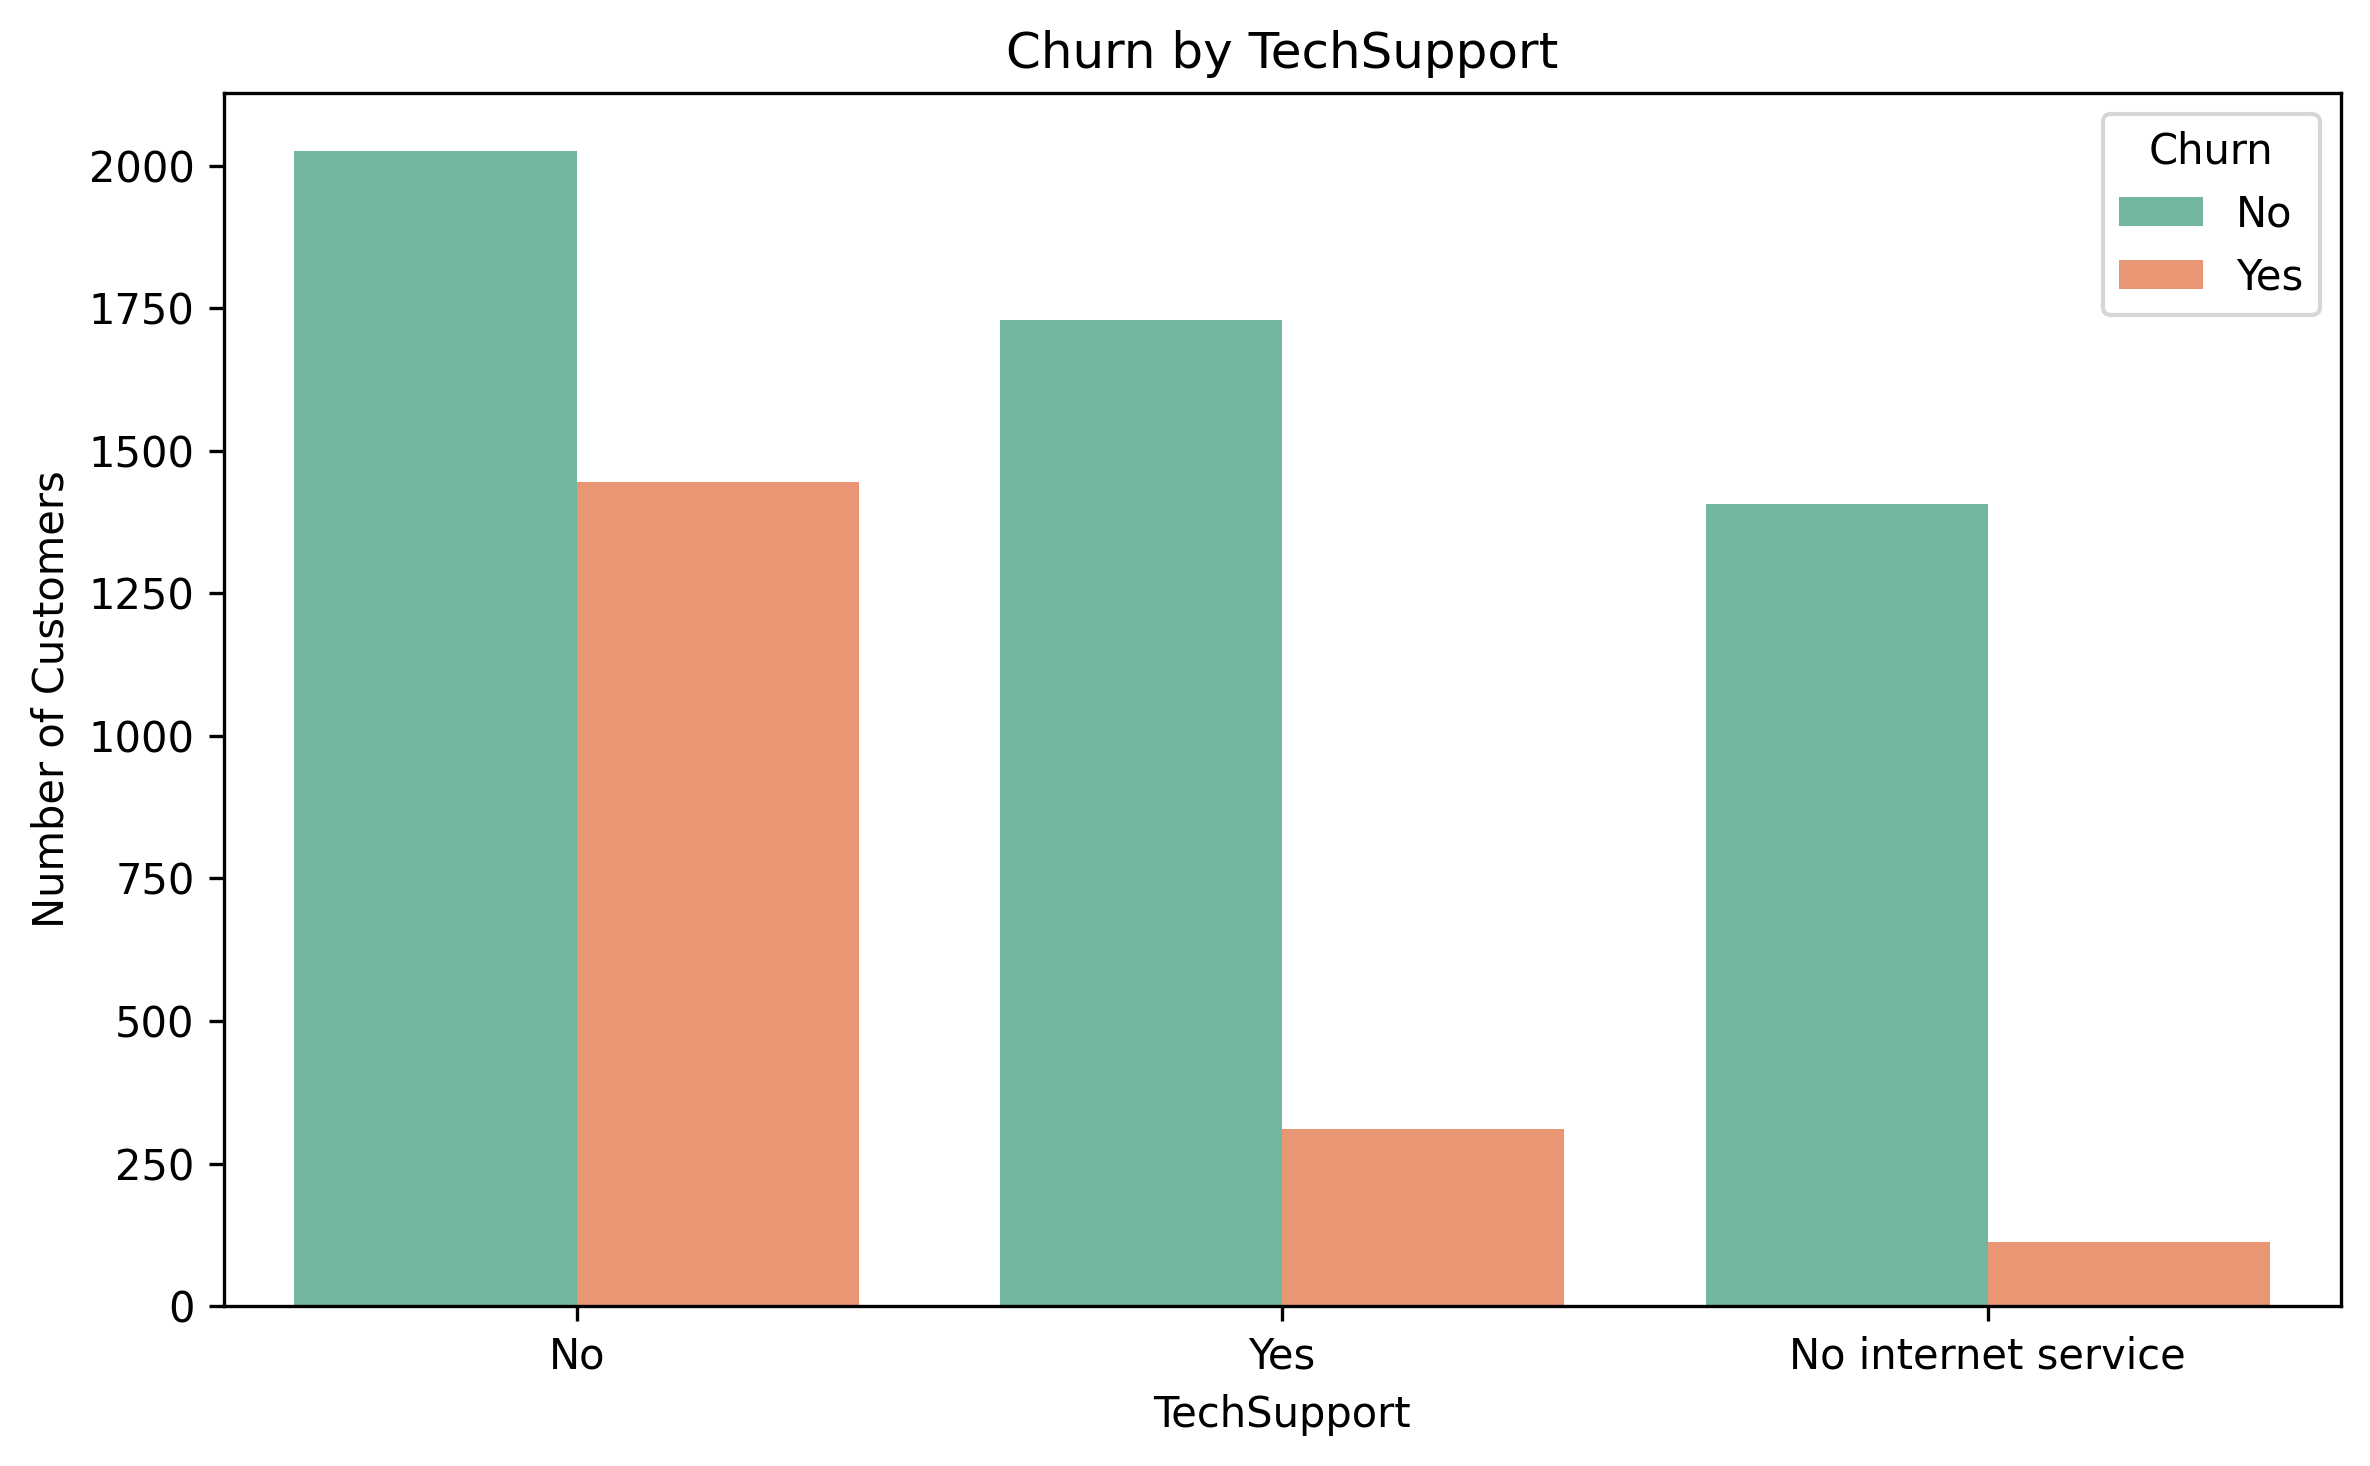 Churn by TechSupport
Churn
No
Yes
2000
1750
1500
1250
1000
750
500
250
0
Number of Customers
No
Yes
No internet service
TechSupport